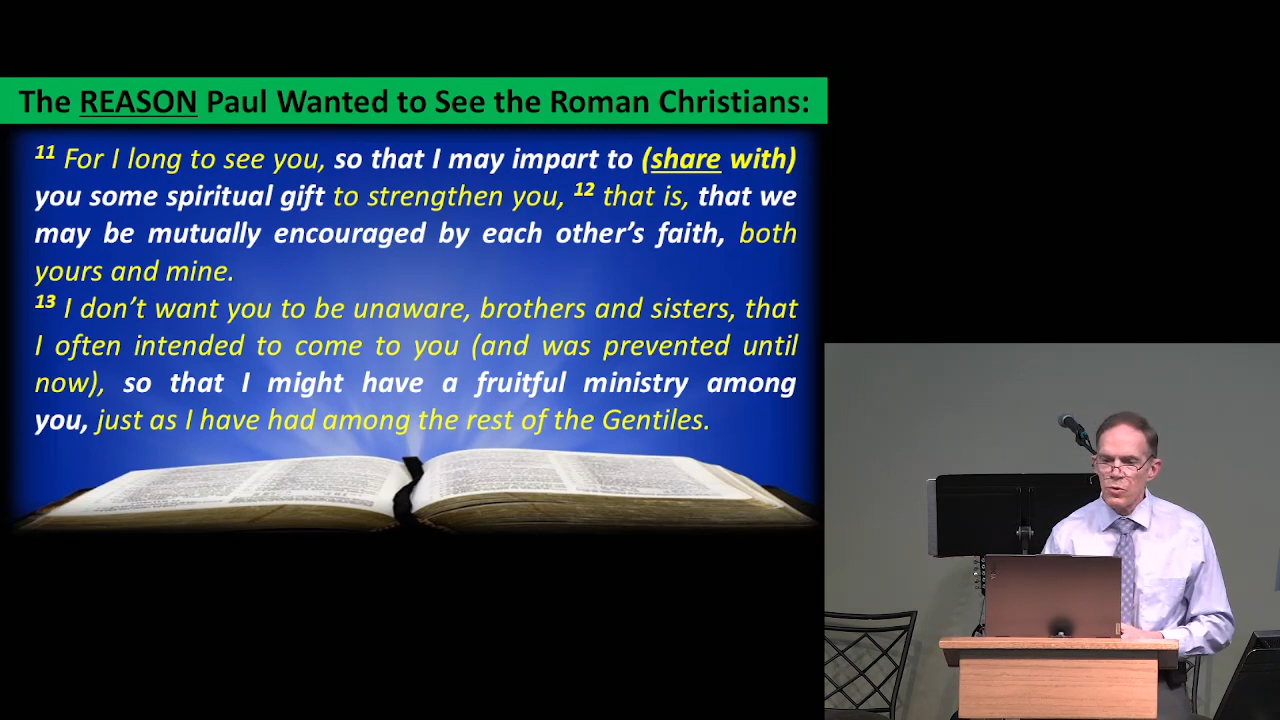 The REASON Paul Wanted to See the Roman Christians:
11 For I long to see you, so that I may impart to (share with)
you some spiritual gift to strengthen you, 12 that is, that we
may be mutually encouraged by each other’s faith, both
yours and mine.
13 I don’t want you to be unaware, brothers and sisters, that
I often intended to come to you (and was prevented until
now), so that I might have a fruitful ministry among
you, just as I have had among the rest of the Gentiles.